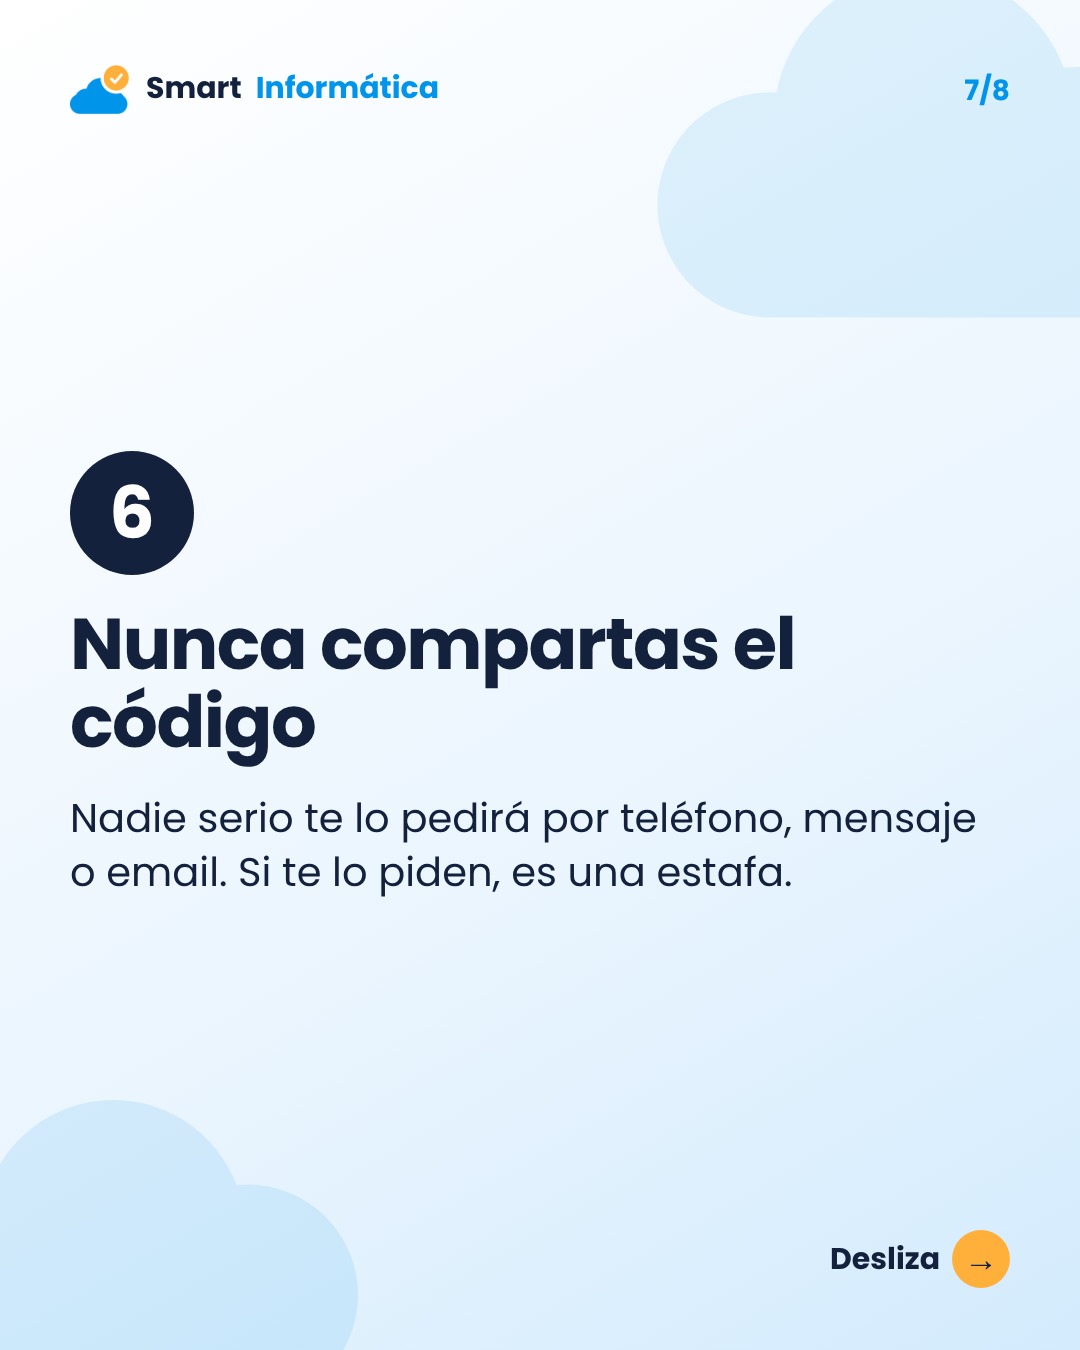 Smart Informática
7/8
6
Nunca compartas el
código
Nadie serio te lo pedirá por teléfono, mensaje
o email. Si te lo piden, es una estafa.
Desliza →